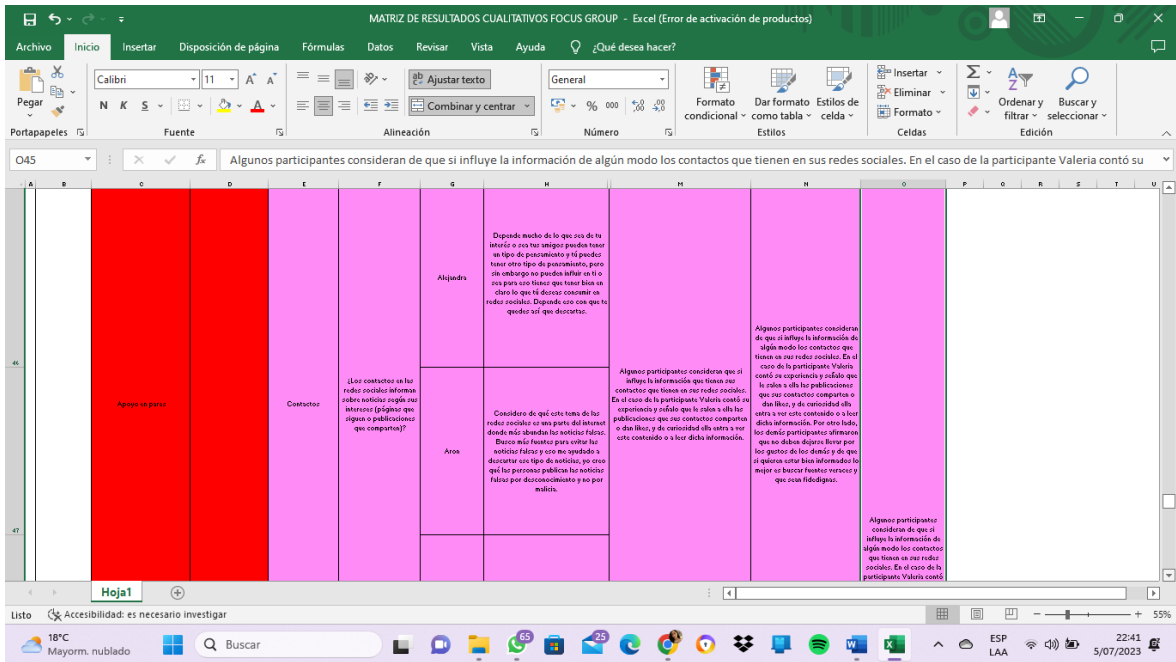 MATRIZ DE RESULTADOS CUALITATIVOS FOCUS GROUP - Excel (Error de activación de productos)
Archivo Inicio Insertar Disposición de página Fórmulas Datos Revisar Vista Ayuda ¿Qué desea hacer?
Pegar
Portapapeles
Calibri 11
N K S
Fuente
Ajustar texto
Combinar y centrar
Alineación
General
% 000
Número
Formato condicional
Dar formato como tabla
Estilos de celda
Estilos
Insertar
Eliminar
Formato
Celdas
Ordenar y filtrar
Buscar y seleccionar
Edición
O45
fx Algunos participantes consideran de que si influye la información de algún modo los contactos que tienen en sus redes sociales. En el caso de la participante Valeria contó su
A B C D E F G H M N O P Q R S T U
46
47
Apoyo en pares
Contactos
¿Los contactos en las
redes sociales informan
sobre noticias según sus
intereses (páginas que
siguen o publicaciones
que comparten)?
Alejandra
Depende mucho de lo que sea de tu
interés o sea tus amigos pueden tener
un tipo de pensamiento y tú puedes
tener otro tipo de pensamiento, pero
sin embargo no pueden influir en ti o
sea para eso tienes que tener bien en
claro lo que tú deseas consumir en
redes sociales. Depende eso con que te
quedes así que descartas.
Aron
Considero de qué este tema de las
redes sociales es una parte del internet
donde más abundan las noticias falsas.
Busco más fuentes para evitar las
noticias falsas y eso me ayudado a
descartar ese tipo de noticias, yo creo
qué las personas publican las noticias
falsas por desconocimiento y no por
malicia.
Algunos participantes consideran que si
influye la información que tienen sus
contactos que tienen en sus redes sociales.
En el caso de la participante Valeria contó su
experiencia y señalo que le salen a ella las
publicaciones que sus contactos comparten
o dan likes, y de curiosidad ella entra a ver
este contenido o a leer dicha información.
Algunos participantes consideran
de que si influye la información de
algún modo los contactos que
tienen en sus redes sociales. En el
caso de la participante Valeria
contó su experiencia y señalo que
le salen a ella las publicaciones
que sus contactos comparten o
dan likes, y de curiosidad ella
entra a ver este contenido o a leer
dicha información. Por otro lado,
los demás participantes afirmaron
que no deben dejarse llevar por
los gustos de los demás y de que
si quieren estar bien informados lo
mejor es buscar fuentes veraces y
que sean fidedignas.
Algunos participantes
consideran de que si
influye la información de
algún modo los contactos
que tienen en sus redes
sociales. En el caso de la
participante Valeria contó
Hoja1
Listo Accesibilidad: es necesario investigar
55%
18°C
Mayorm. nublado
Buscar
65
25
ESP
LAA
22:41
5/07/2023